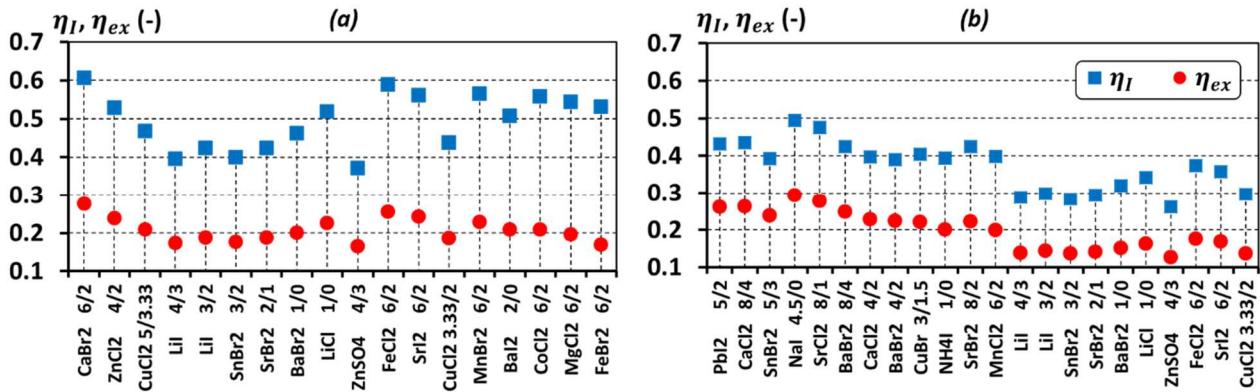 η_I, η_ex (-) (a)
0.7
0.6
0.5
0.4
0.3
0.2
0.1
CaBr2 6/2
ZnCl2 4/2
CuCl2 5/3.33
LiI 4/3
LiI 3/2
SnBr2 3/2
SrBr2 2/1
BaBr2 1/0
LiCl 1/0
ZnSO4 4/3
FeCl2 6/2
SrI2 6/2
CuCl2 3.33/2
MnBr2 6/2
BaI2 2/0
CoCl2 6/2
MgCl2 6/2
FeBr2 6/2
η_I, η_ex (-) (b)
0.7
0.6
0.5
0.4
0.3
0.2
0.1
η_I η_ex
PbI2 5/2
CaCl2 8/4
SnBr2 5/3
NaI 4.5/0
SrCl2 8/1
BaBr2 8/4
CaCl2 4/2
BaBr2 4/2
CuBr 3/1.5
NH4I 1/0
SrBr2 8/2
MnCl2 6/2
LiI 4/3
LiI 3/2
SnBr2 3/2
SrBr2 2/1
BaBr2 1/0
LiCl 1/0
ZnSO4 4/3
FeCl2 6/2
SrI2 6/2
CuCl2 3.33/2